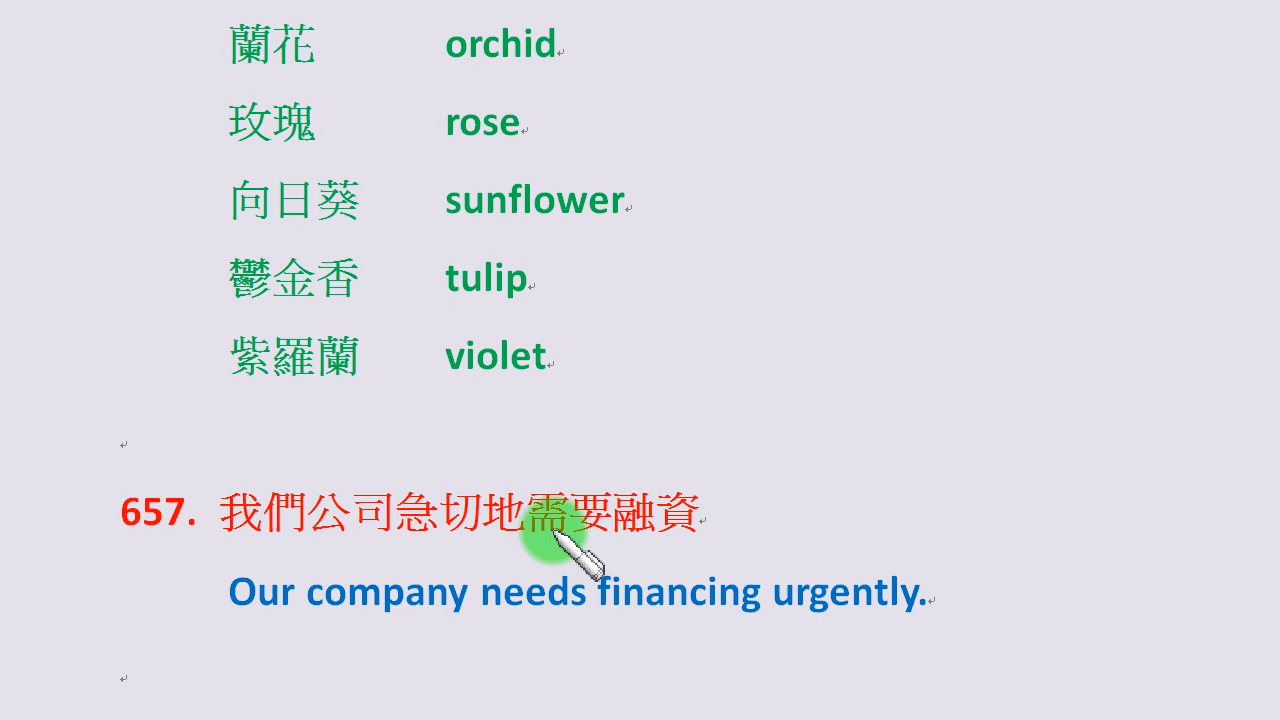 蘭花 orchid
玫瑰 rose
向日葵 sunflower
鬱金香 tulip
紫羅蘭 violet
657. 我們公司急切地需要融資
Our company needs financing urgently.